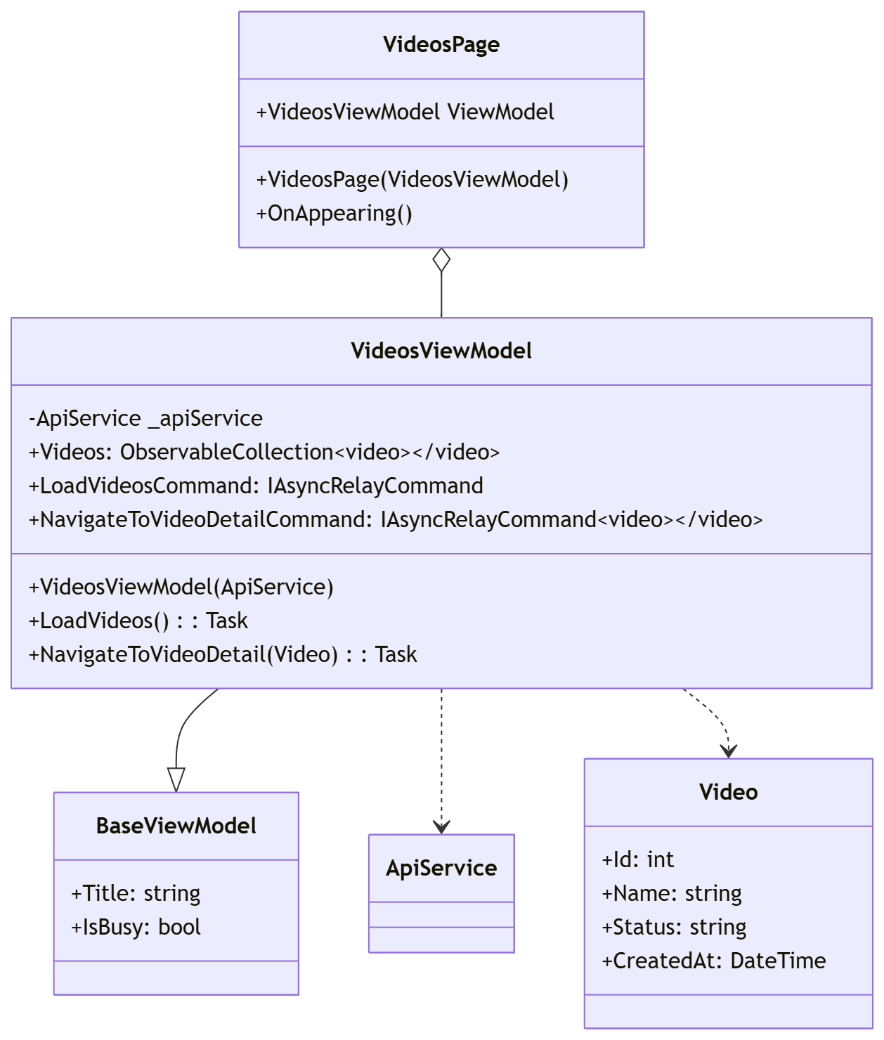 VideosPage
+VideosViewModel ViewModel
+VideosPage(VideosViewModel)
+OnAppearing()
VideosViewModel
-ApiService _apiService
+Videos: ObservableCollection<video></video>
+LoadVideosCommand: IAsyncRelayCommand
+NavigateToVideoDetailCommand: IAsyncRelayCommand<video></video>
+VideosViewModel(ApiService)
+LoadVideos() : : Task
+NavigateToVideoDetail(Video) : : Task
BaseViewModel
+Title: string
+IsBusy: bool
ApiService
Video
+Id: int
+Name: string
+Status: string
+CreatedAt: DateTime